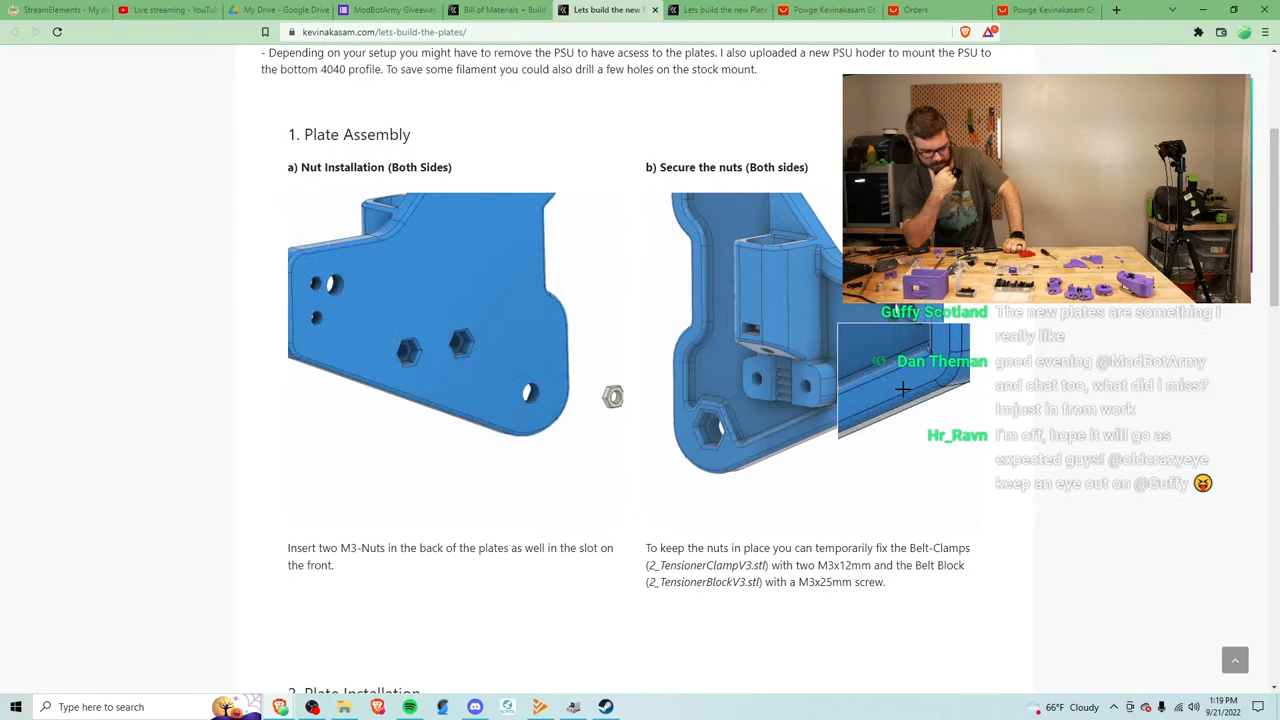 StreamElements - My d
Live streaming - YouTu
My Drive - Google Drive
ModBotArmy Giveaway
Bill of Materials + Build
Lets build the new P
Lets build the new Plate
Powge Kevinakasam Gt
Orders
Powge Kevinakasam Gt
kevinakasam.com/lets-build-the-plates/
- Depending on your setup you might have to remove the PSU to have acsess to the plates. I also uploaded a new PSU hoder to mount the PSU to
the bottom 4040 profile. To save some filament you could also drill a few holes on the stock mount.
1. Plate Assembly
a) Nut Installation (Both Sides)
b) Secure the nuts (Both sides)
Guffy Scotland The new plates are something I
really like
Dan Theman good evening @ModBotArmy
and chat too, what did i miss?
Imjust in from work
Hr_Ravn I'm off, hope it will go as
expected guys! @oldcrazyeye
keep an eye out on @Guffy 😝
Insert two M3-Nuts in the back of the plates as well in the slot on
the front.
To keep the nuts in place you can temporarily fix the Belt-Clamps
(2_TensionerClampV3.stl) with two M3x12mm and the Belt Block
(2_TensionerBlockV3.stl) with a M3x25mm screw.
2. Plate Installation
Type here to search
66°F Cloudy
1:19 PM
9/21/2022